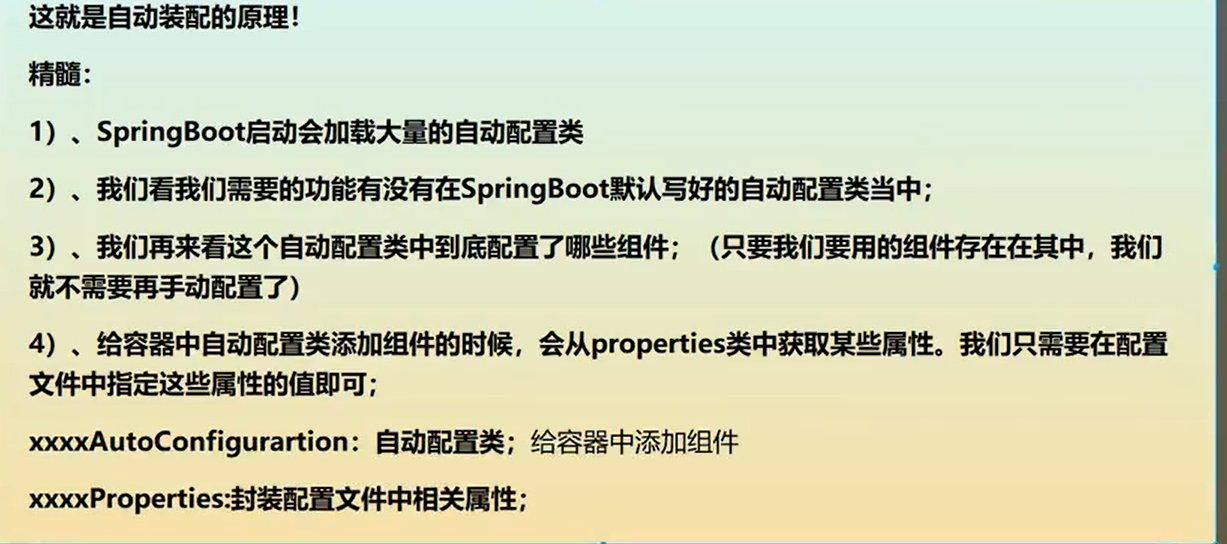 这就是自动装配的原理！
精髓：
1）、SpringBoot启动会加载大量的自动配置类
2）、我们看我们需要的功能有没有在SpringBoot默认写好的自动配置类当中；
3）、我们再来看这个自动配置类中到底配置了哪些组件；（只要我们要用的组件存在在其中，我们
就不需要再手动配置了）
4）、给容器中自动配置类添加组件的时候，会从properties类中获取某些属性。我们只需要在配置
文件中指定这些属性的值即可；
xxxxAutoConfigurartion：自动配置类；给容器中添加组件
xxxxProperties:封装配置文件中相关属性；